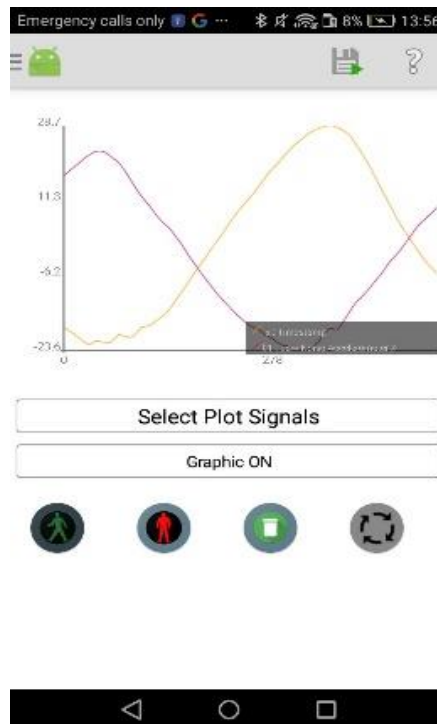 Emergency calls only G ... 8% 13:56
?
28.7
11.3
-6.2
-23.6
0 278
Select Plot Signals
Graphic ON